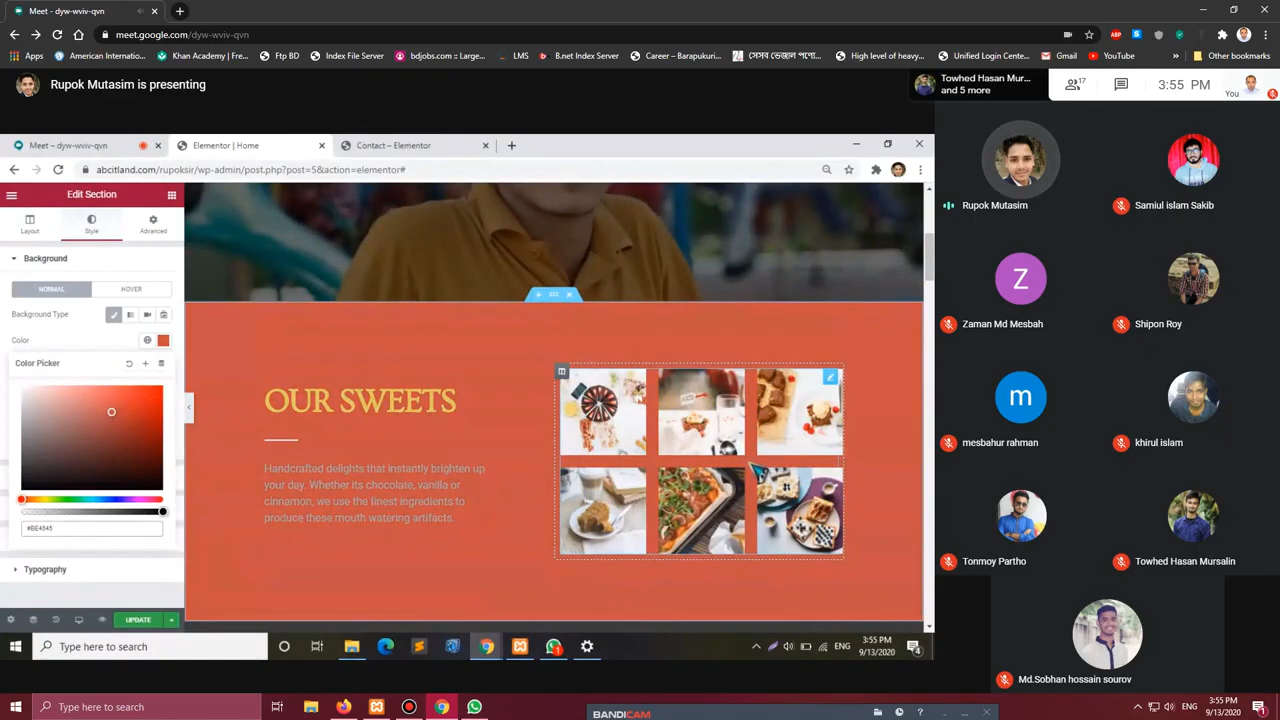 Meet - dyw-wviv-qvn
meet.google.com/dyw-wviv-qvn
Apps
American Internatio...
Khan Academy | Fre...
Ftp BD
Index File Server
bdjobs.com :: Large...
LMS
B.net Index Server
Career – Barapukuri...
সেসব ভেজাল পণ্যে...
High level of heavy...
Unified Login Cente...
Gmail
YouTube
»
Other bookmarks
Rupok Mutasim is presenting
Towhed Hasan Mur...
and 5 more
17
3:55 PM
You
Meet – dyw-wviv-qvn
Elementor | Home
Contact – Elementor
abcitland.com/rupoksir/wp-admin/post.php?post=5&action=elementor#
Edit Section
Layout
Style
Advanced
Background
NORMAL
HOVER
Background Type
Color
Color Picker
#BE4545
Typography
UPDATE
OUR SWEETS
Handcrafted delights that instantly brighten up
your day. Whether its chocolate, vanilla or
cinnamon, we use the finest ingredients to
produce these mouth watering artifacts.
Rupok Mutasim
Samiul islam Sakib
Z
Zaman Md Mesbah
Shipon Roy
m
mesbahur rahman
khirul islam
Tonmoy Partho
Towhed Hasan Mursalin
Md.Sobhan hossain sourov
Type here to search
ENG
3:55 PM
9/13/2020
4
Type here to search
BANDICAM
ENG
3:55 PM
9/13/2020
1